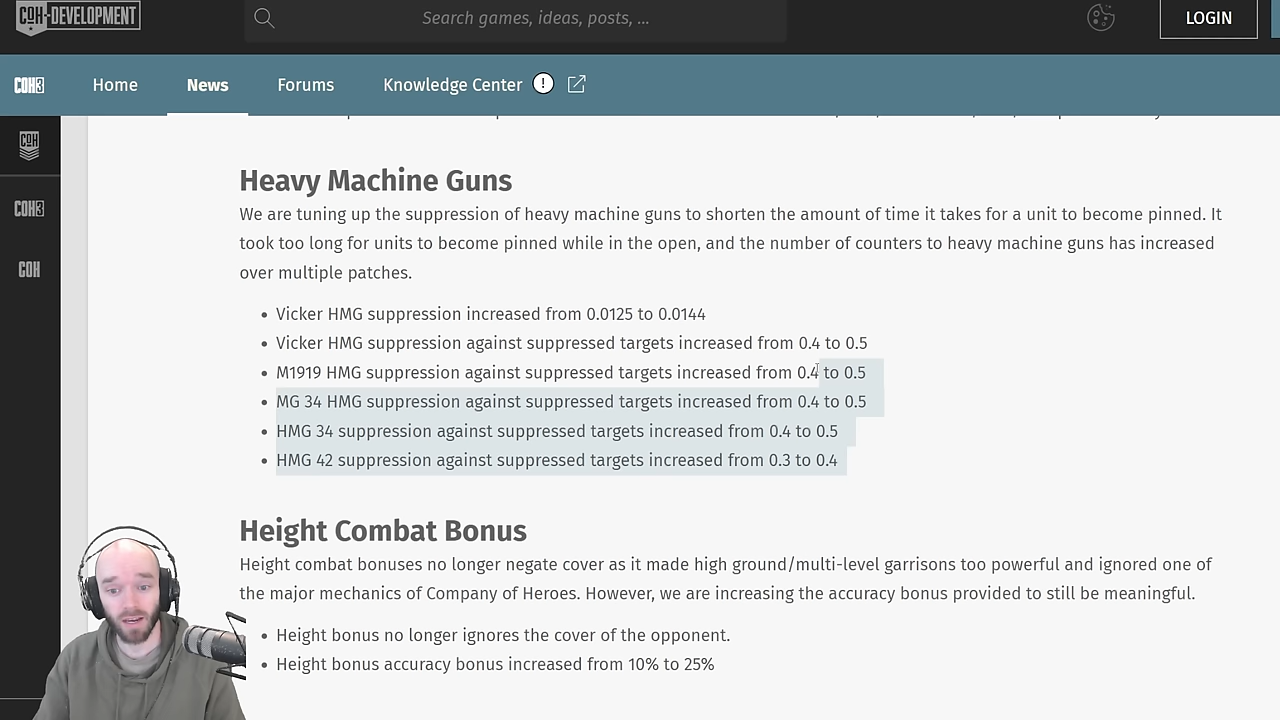 COH-DEVELOPMENT
Search games, ideas, posts, ...
LOGIN
COH3
Home
News
Forums
Knowledge Center
!
COH
COH3
COH
Heavy Machine Guns
We are tuning up the suppression of heavy machine guns to shorten the amount of time it takes for a unit to become pinned. It
took too long for units to become pinned while in the open, and the number of counters to heavy machine guns has increased
over multiple patches.
• Vicker HMG suppression increased from 0.0125 to 0.0144
• Vicker HMG suppression against suppressed targets increased from 0.4 to 0.5
• M1919 HMG suppression against suppressed targets increased from 0.4 to 0.5
• MG 34 HMG suppression against suppressed targets increased from 0.4 to 0.5
• HMG 34 suppression against suppressed targets increased from 0.4 to 0.5
• HMG 42 suppression against suppressed targets increased from 0.3 to 0.4
Height Combat Bonus
Height combat bonuses no longer negate cover as it made high ground/multi-level garrisons too powerful and ignored one of
the major mechanics of Company of Heroes. However, we are increasing the accuracy bonus provided to still be meaningful.
• Height bonus no longer ignores the cover of the opponent.
• Height bonus accuracy bonus increased from 10% to 25%